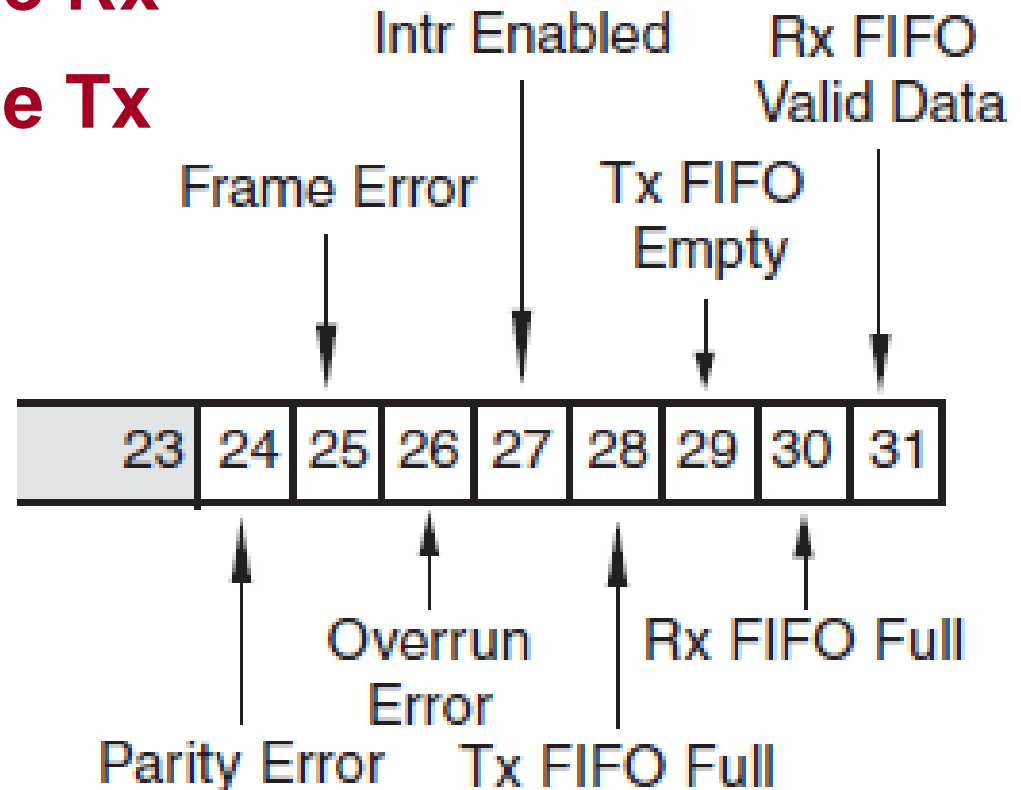 e Rx
e Tx
Intr Enabled
Rx FIFO
Valid Data
Frame Error
Tx FIFO
Empty
23 24 25 26 27 28 29 30 31
Overrun
Error
Rx FIFO Full
Parity Error
Tx FIFO Full